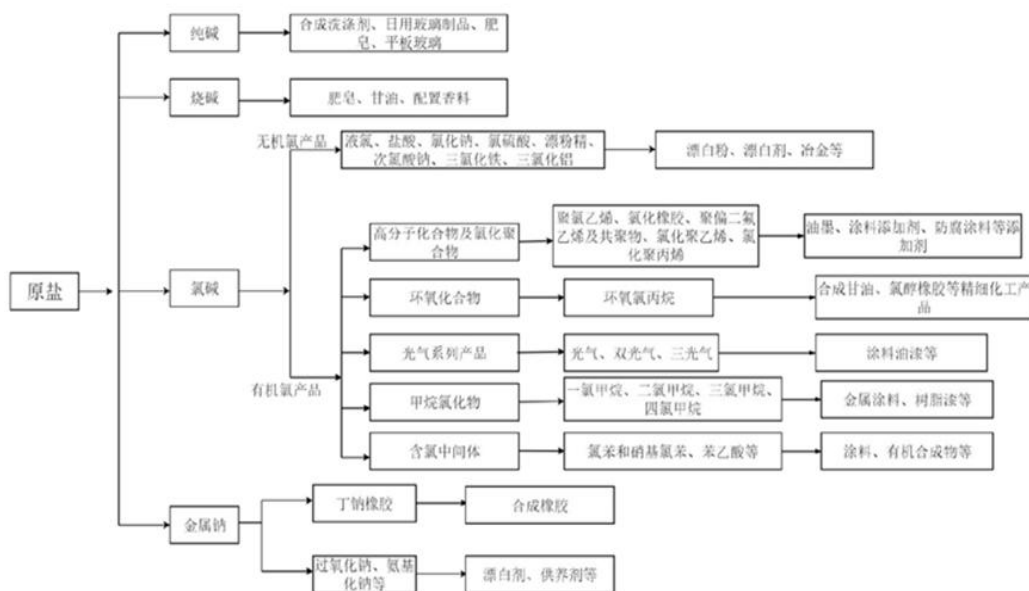 纯碱
合成洗涤剂、日用玻璃制品、肥
皂、平板玻璃
烧碱
肥皂、甘油、配置香料
无机氯产品
液氯、盐酸、氯化钠、氯硫酸、漂粉精、
次氯酸钠、三氯化铁、三氯化铝
漂白粉、漂白剂、冶金等
原盐
氯碱
有机氯产品
高分子化合物及氯化聚
合物
聚氯乙烯、氯化橡胶、聚偏二氯
乙烯及共聚物、氯化聚乙烯、氯
化聚丙烯
油墨、涂料添加剂、防腐涂料等添
加剂
环氧化合物
环氧氯丙烷
合成甘油、氯醇橡胶等精细化工产
品
光气系列产品
光气、双光气、三光气
涂料油漆等
甲烷氯化物
一氯甲烷、二氯甲烷、三氯甲烷、
四氯甲烷
金属涂料、树脂漆等
含氯中间体
氯苯和硝基氯苯、苯乙酸等
涂料、有机合成物等
金属钠
丁钠橡胶
合成橡胶
过氧化钠、氨基
化钠等
漂白剂、供养剂等